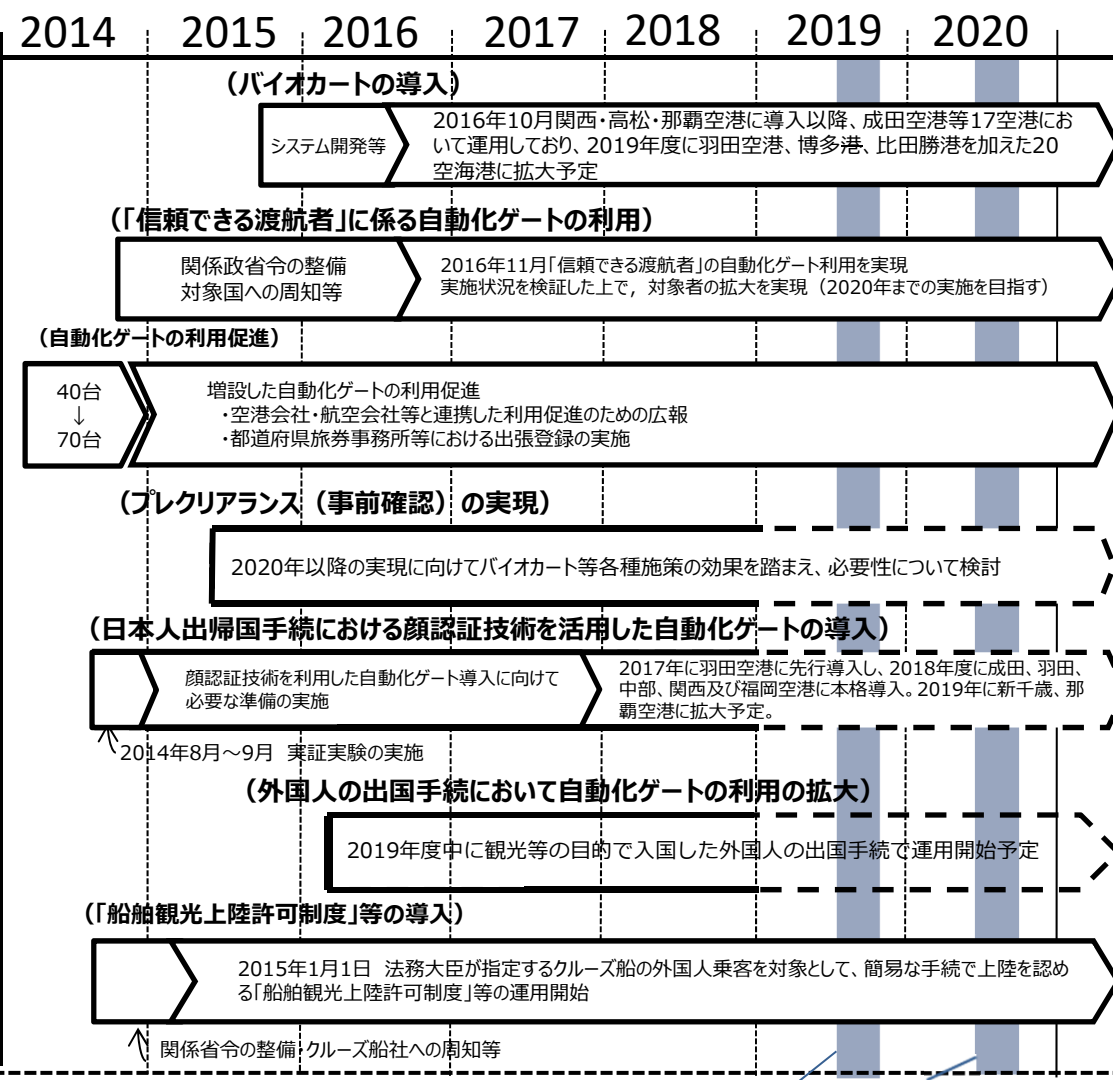 2014 2015 2016 2017 2018 2019 2020
（バイオカートの導入）
システム開発等
2016年10月関西・高松・那覇空港に導入以降、成田空港等17空港にお
いて運用しており、2019年度に羽田空港、博多港、比田勝港を加えた20
空海港に拡大予定
（「信頼できる渡航者」に係る自動化ゲートの利用）
関係政省令の整備
対象国への周知等
2016年11月「信頼できる渡航者」の自動化ゲート利用を実現
実施状況を検証した上で，対象者の拡大を実現（2020年までの実施を目指す）
（自動化ゲートの利用促進）
40台
↓
70台
増設した自動化ゲートの利用促進
・空港会社・航空会社等と連携した利用促進のための広報
・都道府県旅券事務所等における出張登録の実施
（プレクリアランス（事前確認）の実現）
2020年以降の実現に向けてバイオカート等各種施策の効果を踏まえ、必要性について検討
（日本人出帰国手続における顔認証技術を活用した自動化ゲートの導入）
顔認証技術を利用した自動化ゲート導入に向けて
必要な準備の実施
2017年に羽田空港に先行導入し、2018年度に成田、羽田、
中部、関西及び福岡空港に本格導入。2019年に新千歳、那
覇空港に拡大予定。
2014年8月～9月 実証実験の実施
（外国人の出国手続において自動化ゲートの利用の拡大）
2019年度中に観光等の目的で入国した外国人の出国手続で運用開始予定
（「船舶観光上陸許可制度」等の導入）
2015年1月1日 法務大臣が指定するクルーズ船の外国人乗客を対象として、簡易な手続で上陸を認め
る「船舶観光上陸許可制度」等の運用開始
関係省令の整備・クルーズ船社への周知等